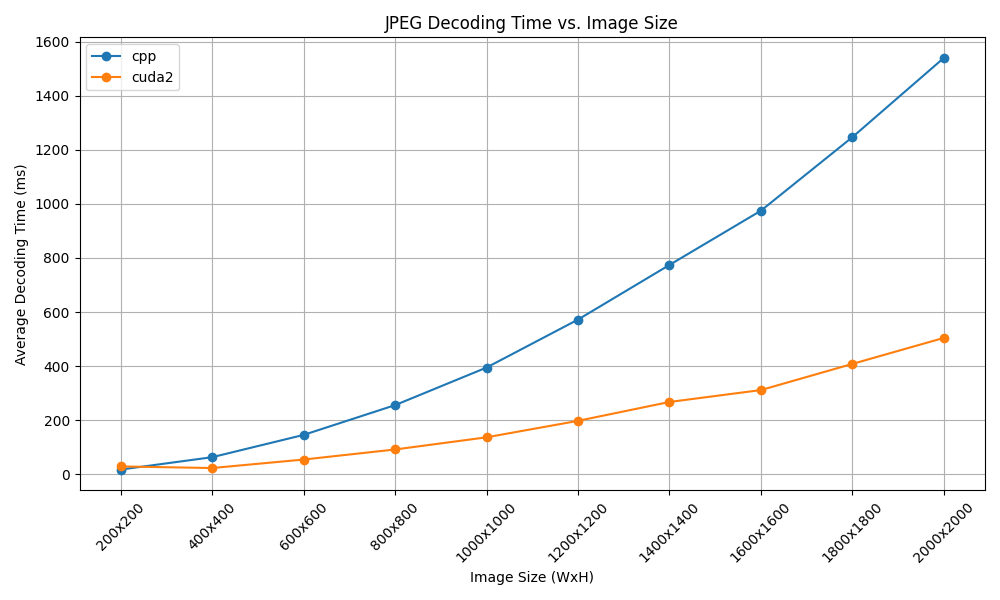 JPEG Decoding Time vs. Image Size
cpp
cuda2
Average Decoding Time (ms)
1600
1400
1200
1000
800
600
400
200
0
200x200
400x400
600x600
800x800
1000x1000
1200x1200
1400x1400
1600x1600
1800x1800
2000x2000
Image Size (WxH)